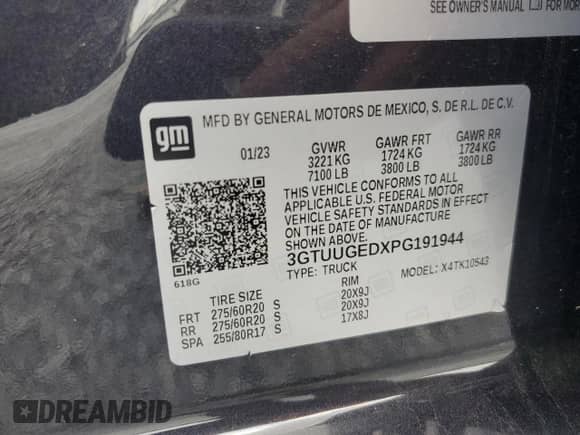 SEE OWNER'S MANUAL FOR MORE
gm
MFD BY GENERAL MOTORS DE MEXICO, S. DE R.L. DE C.V.
01/23 GVWR GAWR FRT GAWR RR
3221 KG 1724 KG 1724 KG
7100 LB 3800 LB 3800 LB
THIS VEHICLE CONFORMS TO ALL
APPLICABLE U.S. FEDERAL MOTOR
VEHICLE SAFETY STANDARDS IN EFFECT
ON THE DATE OF MANUFACTURE
SHOWN ABOVE.
3GTUUGEDXPG191944
TYPE: TRUCK MODEL: X4TK10543
618G
TIRE SIZE RIM
FRT 275/60R20 S 20X9J
RR 275/60R20 S 20X9J
SPA 255/80R17 S 17X8J
DREAMBID